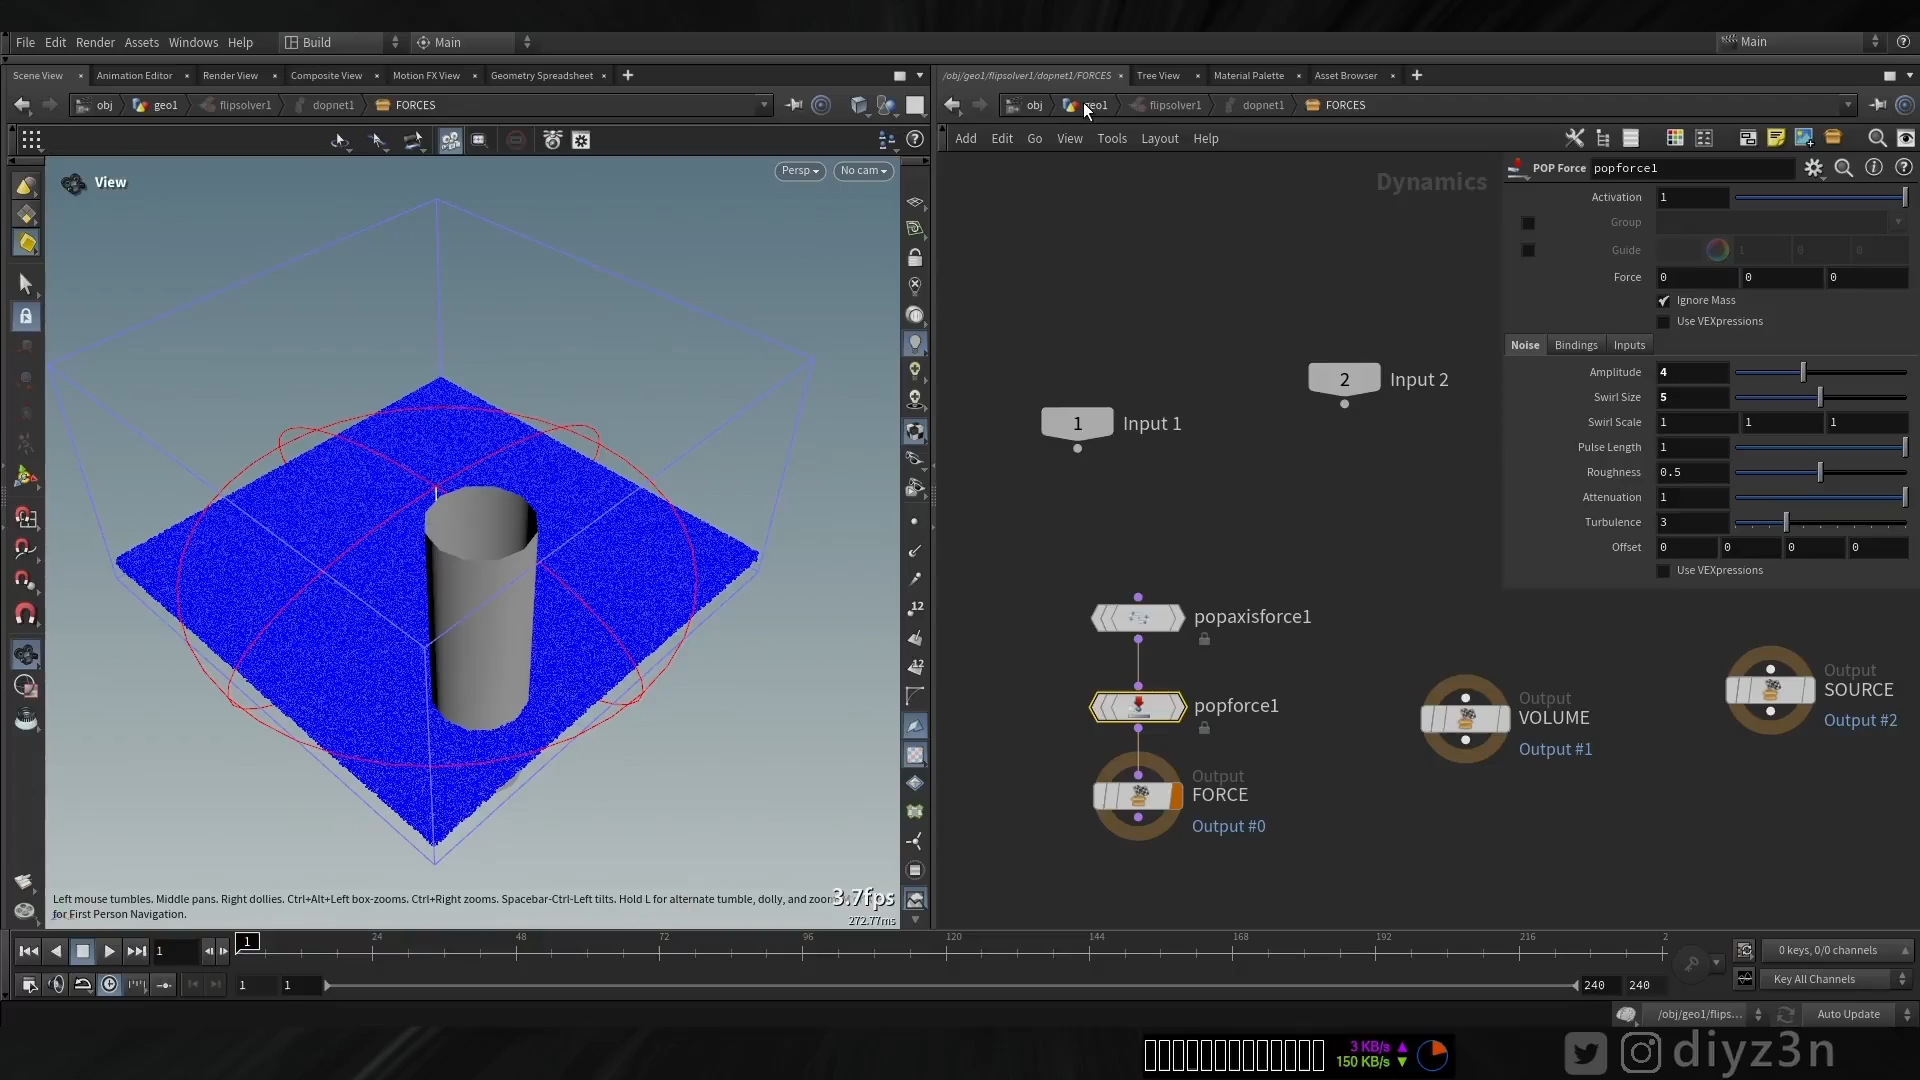 File Edit Render Assets Windows Help Build Main Main
Scene View Animation Editor Render View Composite View Motion FX View Geometry Spreadsheet
obj geo1 flipsolver1 dopnet1 FORCES
View
Persp No cam
12
12
Left mouse tumbles. Middle pans. Right dollies. Ctrl+Alt+Left box-zooms. Ctrl+Right zooms. Spacebar-Ctrl-Left tilts. Hold L for alternate tumble, dolly, and zoom
for First Person Navigation.
3.7fps
272.77ms
/obj/geo1/flipsolver1/dopnet1/FORCES Tree View Material Palette Asset Browser
obj geo1 flipsolver1 dopnet1 FORCES
Add Edit Go View Tools Layout Help
Dynamics
1 Input 1
2 Input 2
popaxisforce1
popforce1
Output
FORCE
Output #0
Output
VOLUME
Output #1
Output
SOURCE
Output #2
POP Force popforce1
Activation 1
Group
Guide 1 0 0
Force 0 0 0
Ignore Mass
Use VEXpressions
Noise Bindings Inputs
Amplitude 4
Swirl Size 5
Swirl Scale 1 1 1
Pulse Length 1
Roughness 0.5
Attenuation 1
Turbulence 3
Offset 0 0 0 0
Use VEXpressions
1 1 24 48 72 96 120 144 168 192 216 2
0 keys, 0/0 channels
1 1 240 240
Key All Channels
/obj/geo1/flips... Auto Update
3 KB/s
150 KB/s
diyz3n